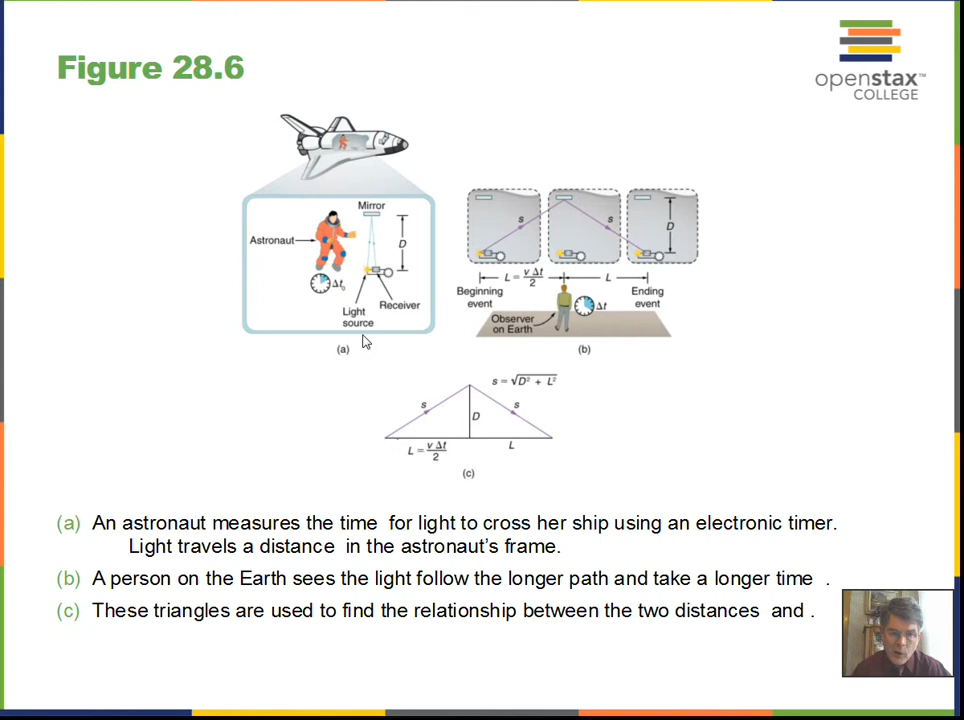 Figure 28.6
openstax™
COLLEGE
Mirror
Astronaut
D
Δt₀
Light
source
Receiver
(a)
s
s
D
L = v Δt / 2
L
Beginning
event
Ending
event
Observer
on Earth
Δt
(b)
s = √D² + L²
s
s
D
L = v Δt / 2
L
(c)
(a) An astronaut measures the time for light to cross her ship using an electronic timer.
Light travels a distance in the astronaut's frame.
(b) A person on the Earth sees the light follow the longer path and take a longer time .
(c) These triangles are used to find the relationship between the two distances and .